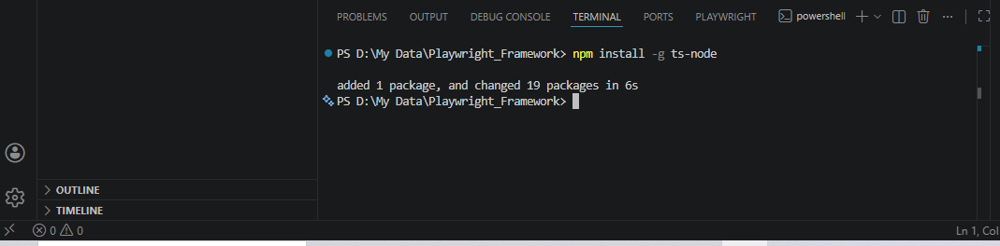 PROBLEMS OUTPUT DEBUG CONSOLE TERMINAL PORTS PLAYWRIGHT powershell
PS D:\My Data\Playwright_Framework> npm install -g ts-node
added 1 package, and changed 19 packages in 6s
PS D:\My Data\Playwright_Framework>
OUTLINE
TIMELINE
0 0 Ln 1, Col